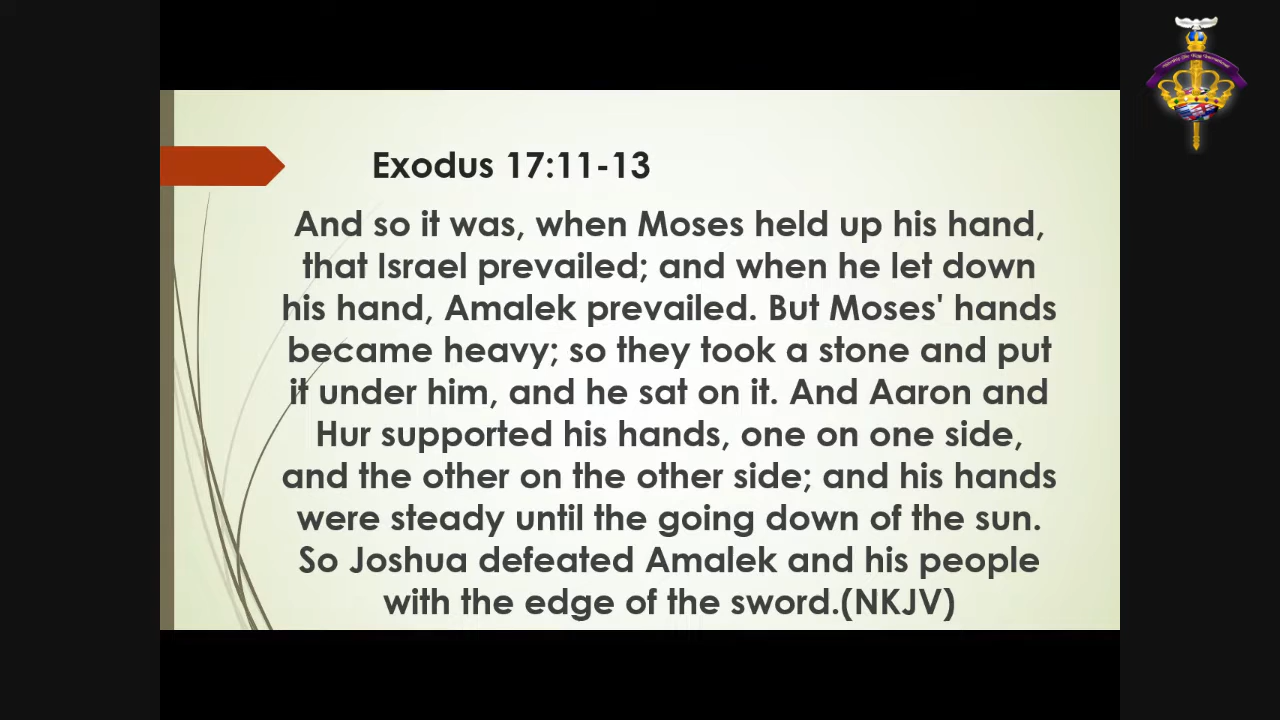 Exodus 17:11-13
And so it was, when Moses held up his hand,
that Israel prevailed; and when he let down
his hand, Amalek prevailed. But Moses' hands
became heavy; so they took a stone and put
it under him, and he sat on it. And Aaron and
Hur supported his hands, one on one side,
and the other on the other side; and his hands
were steady until the going down of the sun.
So Joshua defeated Amalek and his people
with the edge of the sword.(NKJV)